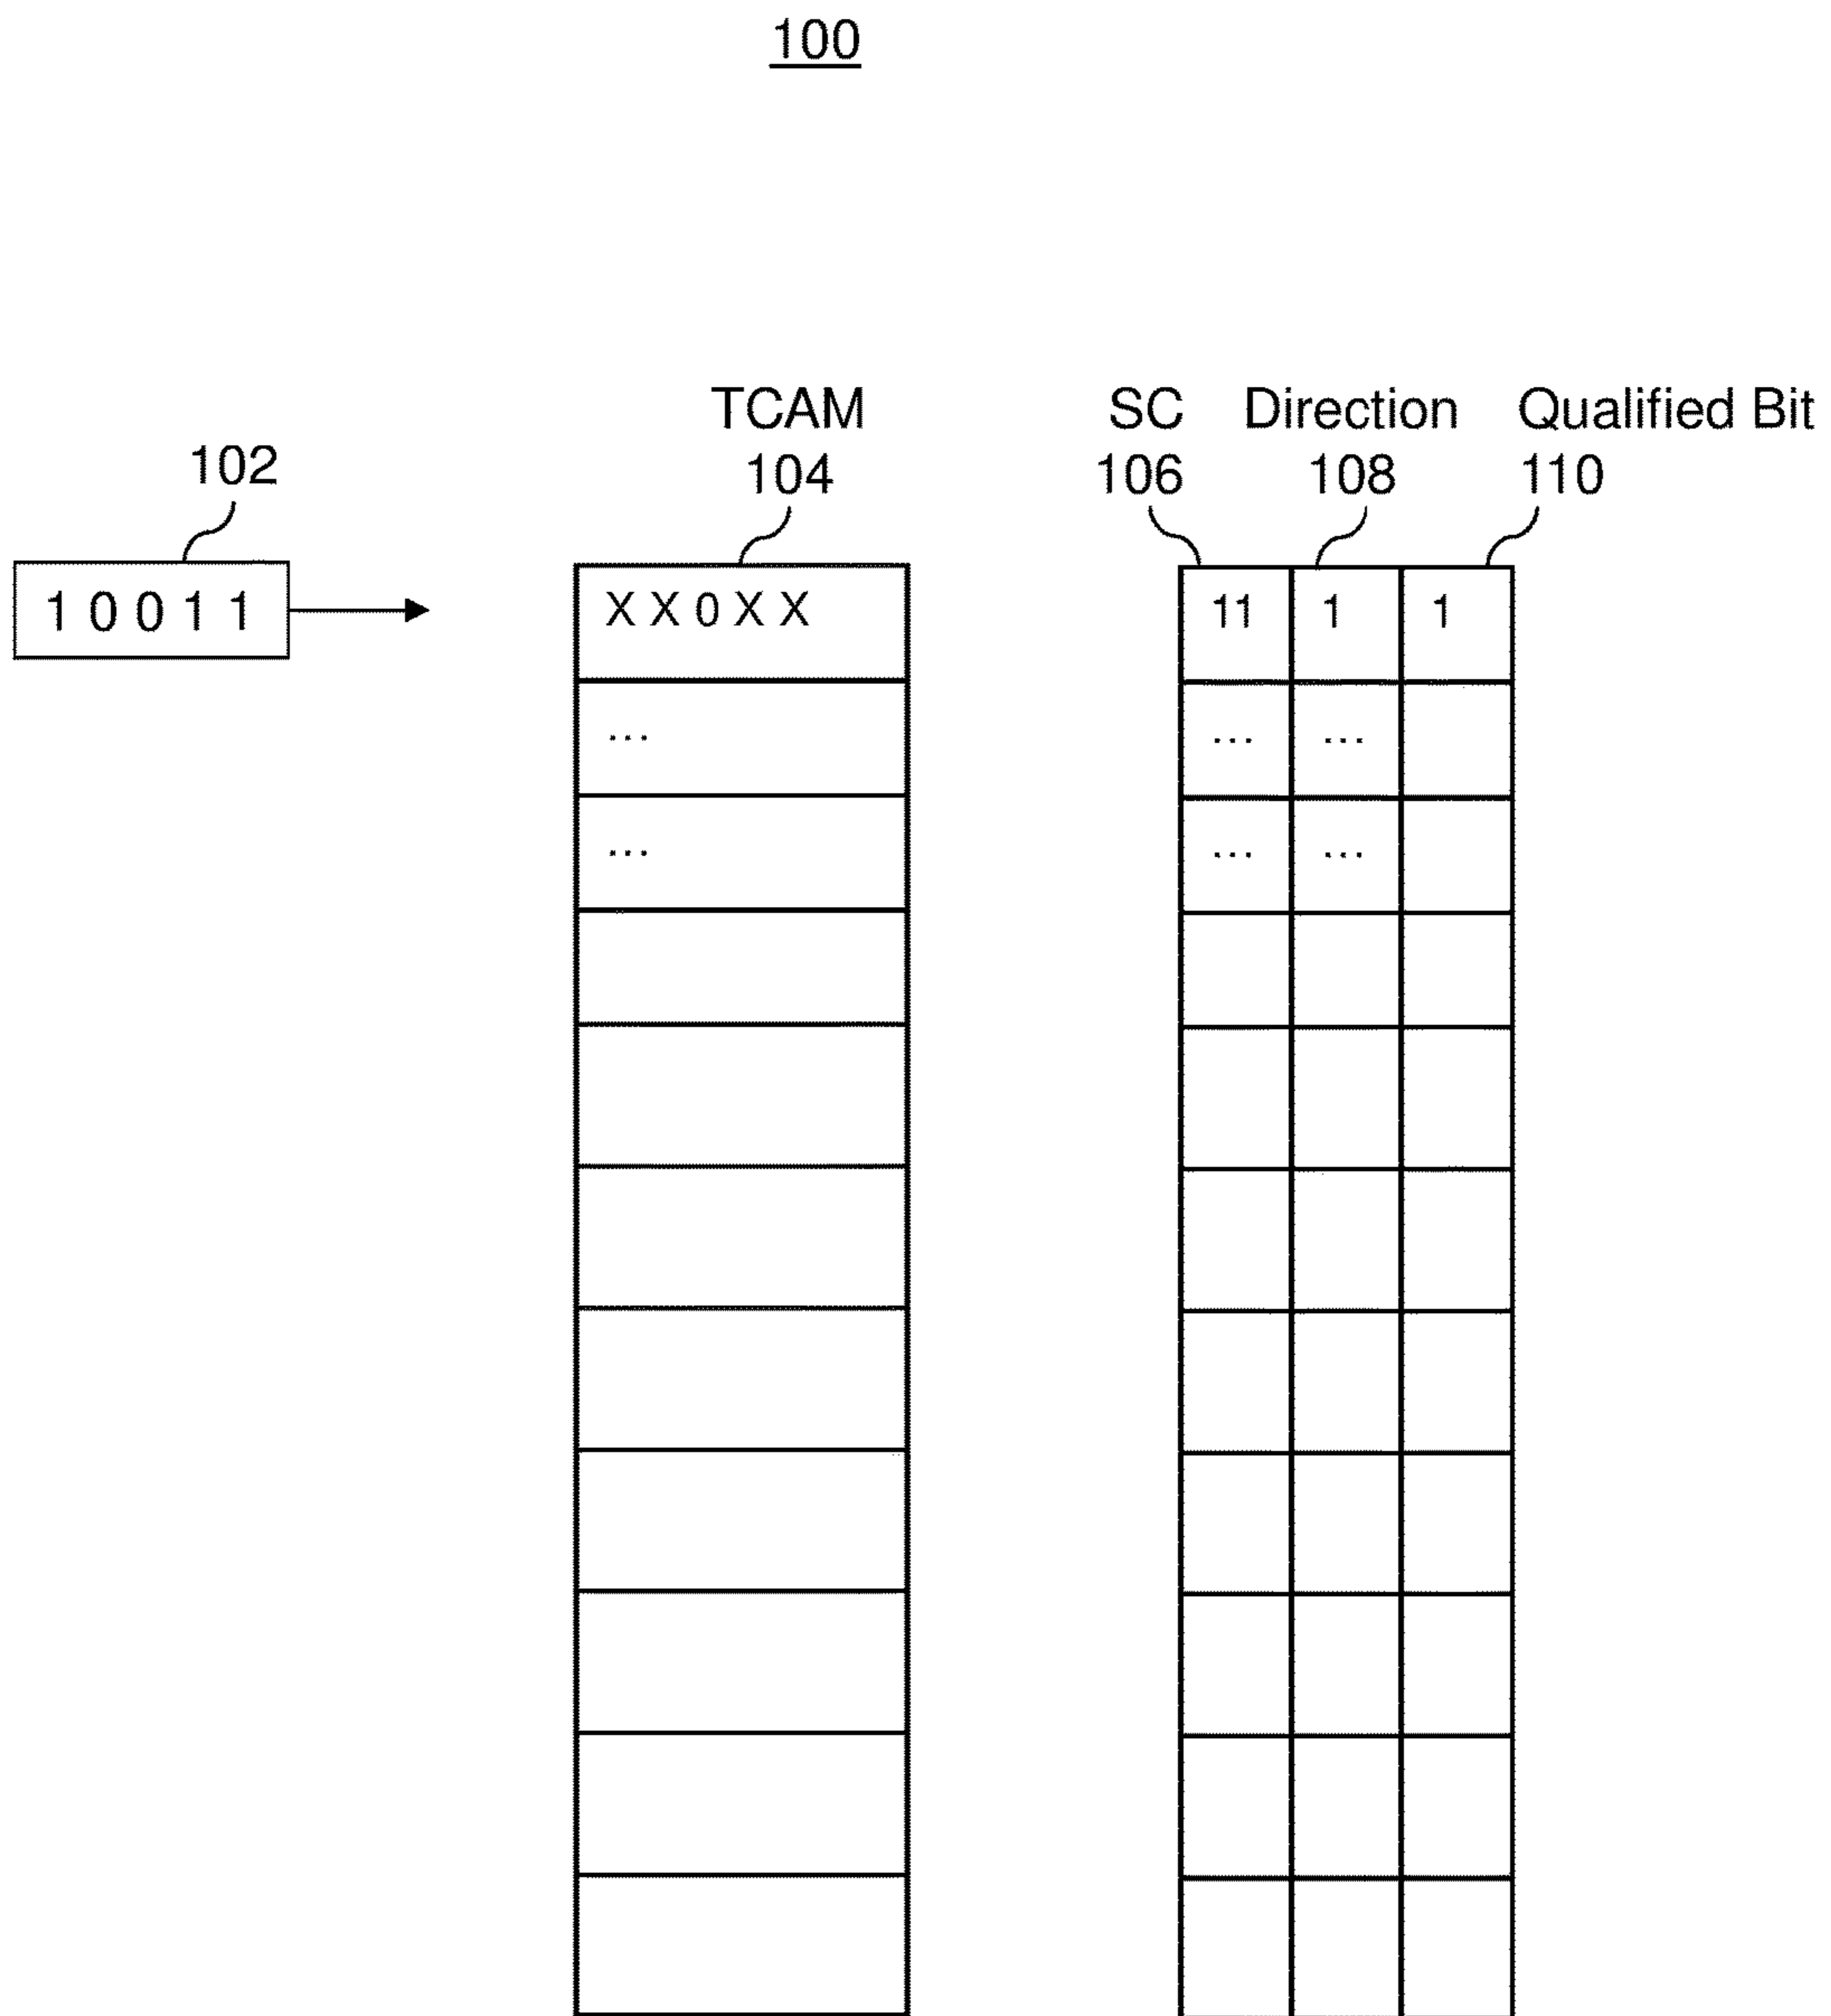 100
TCAM SC Direction Qualified Bit
102 104 106 108 110
1 0 0 1 1 X X 0 X X 11 1 1
... ... ...
... ... ...